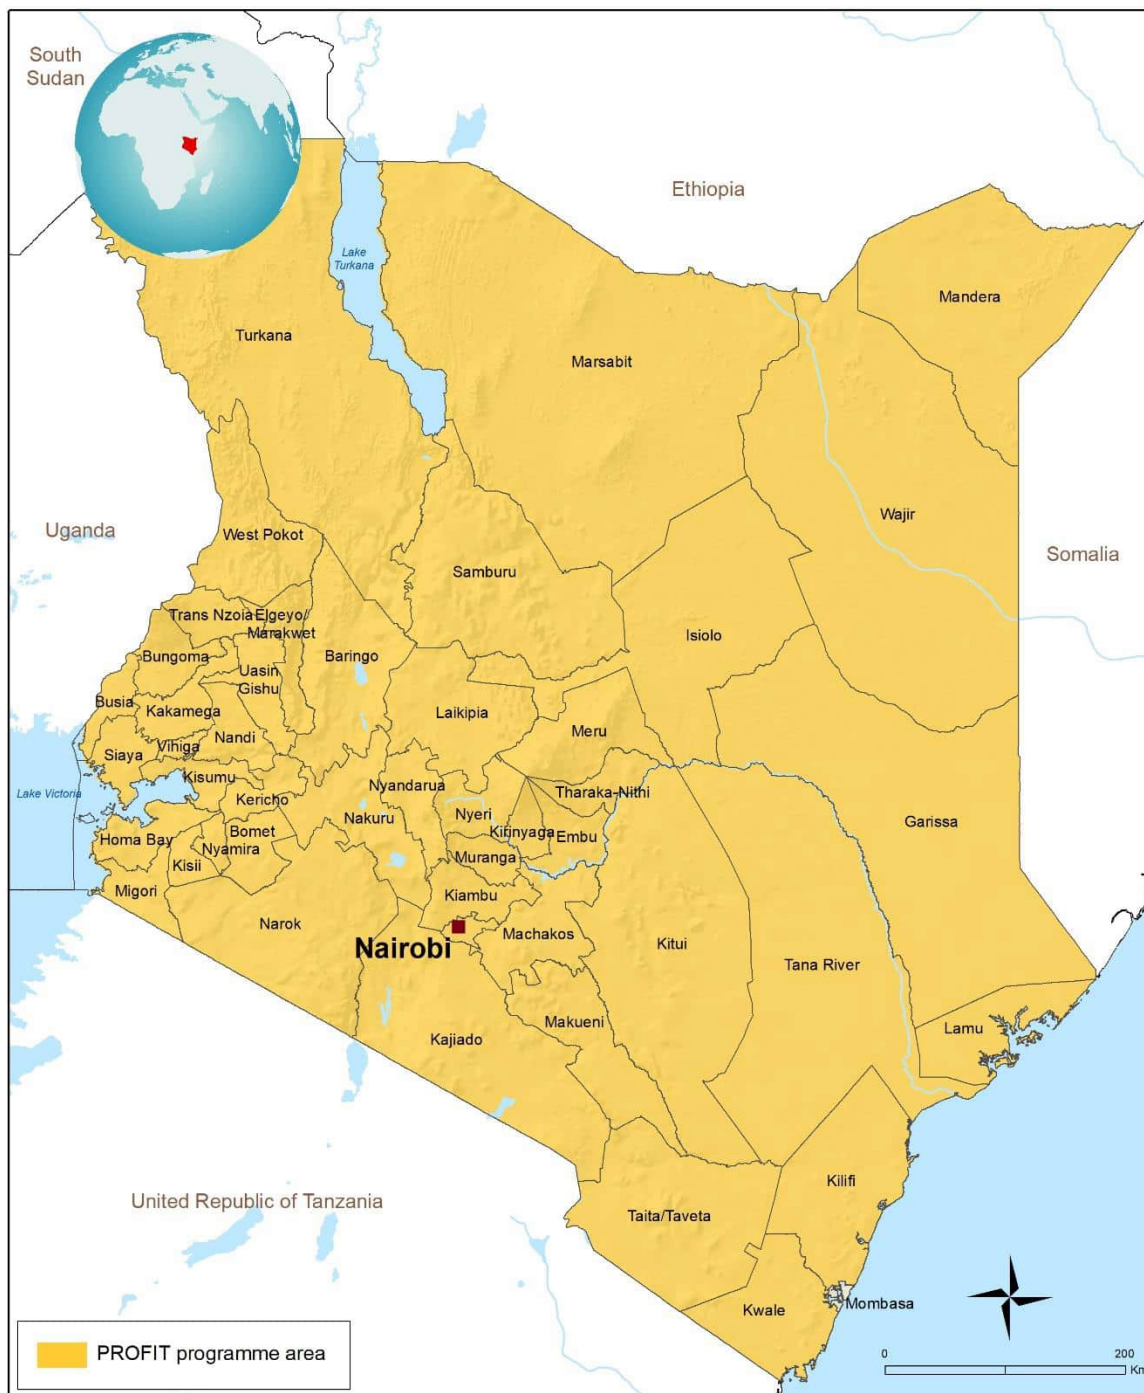 South
Sudan
Ethiopia
Lake
Turkana
Mandera
Turkana
Marsabit
Wajir
Uganda
West Pokot
Somalia
Samburu
Trans Nzoia
Elgeyo/
Marakwet
Isiolo
Bungoma
Baringo
Uasin
Gishu
Busia
Kakamega
Laikipia
Meru
Nandi
Vihiga
Siaya
Kisumu
Nyandarua
Lake Victoria
Tharaka-Nithi
Kericho
Nyeri
Nakuru
Garissa
Kirinyaga
Bomet
Embu
Homa Bay
Nyamira
Muranga
Kisii
Migori
Kiambu
Narok
Machakos
Nairobi
Kitui
Tana River
Makueni
Lamu
Kajiado
Kilifi
United Republic of Tanzania
Taita/Taveta
Mombasa
Kwale
PROFIT programme area
0
200
Km